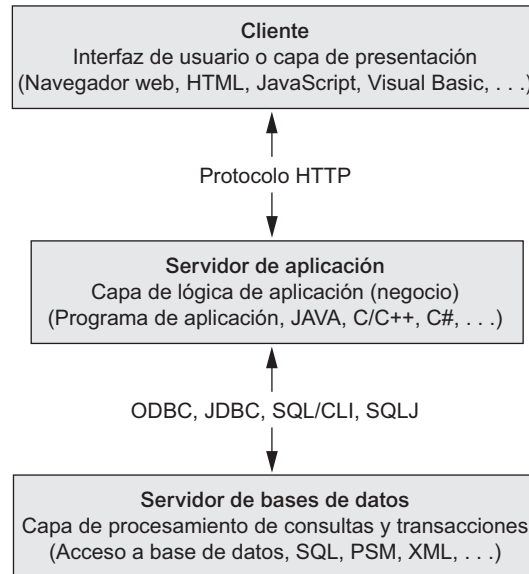 Cliente
Interfaz de usuario o capa de presentación
(Navegador web, HTML, JavaScript, Visual Basic, . . .)
Protocolo HTTP
Servidor de aplicación
Capa de lógica de aplicación (negocio)
(Programa de aplicación, JAVA, C/C++, C#, . . .)
ODBC, JDBC, SQL/CLI, SQLJ
Servidor de bases de datos
Capa de procesamiento de consultas y transacciones
(Acceso a base de datos, SQL, PSM, XML, . . .)